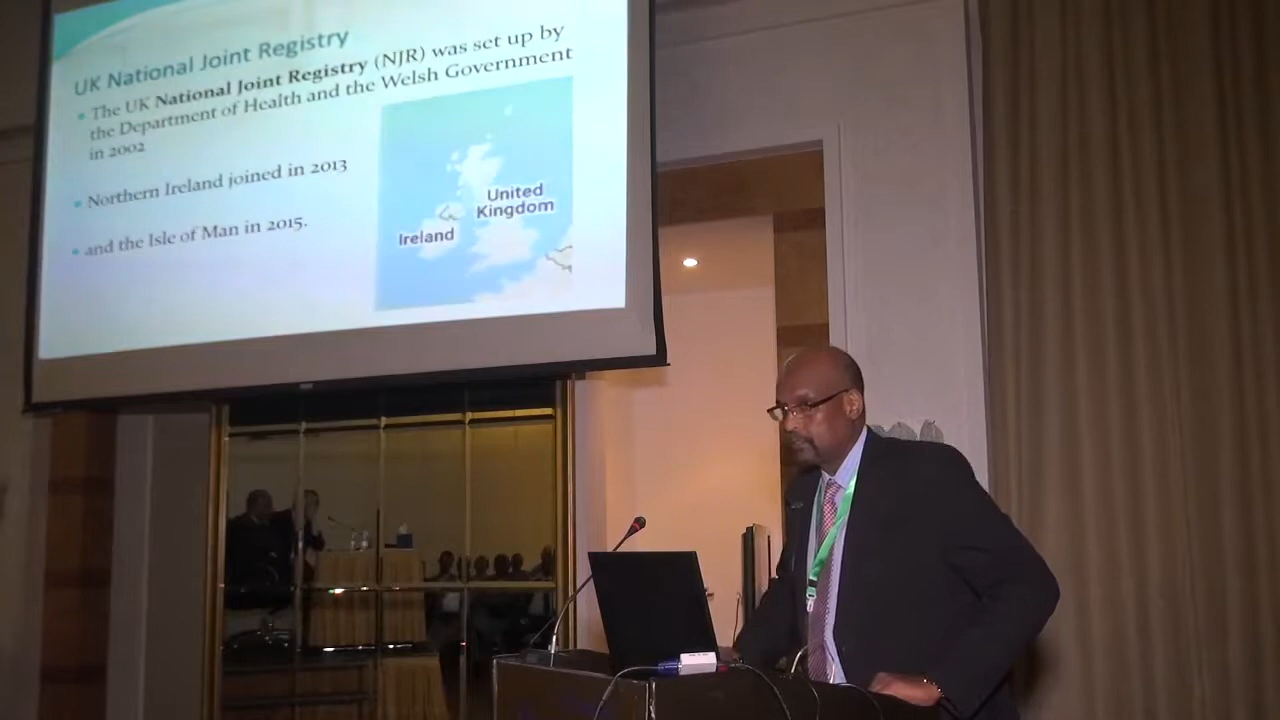 UK National Joint Registry
• The UK National Joint Registry (NJR) was set up by
the Department of Health and the Welsh Government
in 2002
• Northern Ireland joined in 2013
• and the Isle of Man in 2015.
United
Kingdom
Ireland